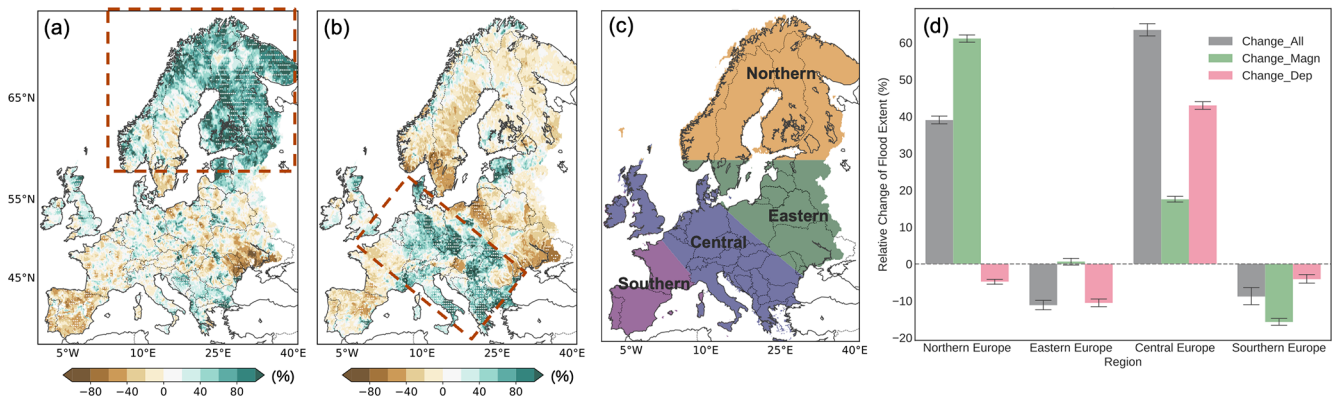 (a)
65°N
55°N
45°N
5°W 10°E 25°E 40°E
−80 −40 0 40 80 (%)
(b)
5°W 10°E 25°E 40°E
−80 −40 0 40 80 (%)
(c)
Northern
Eastern
Central
Southern
5°W 10°E 25°E 40°E
(d)
Relative Change of Flood Extent (%)
60
50
40
30
20
10
0
−10
−20
Change_All
Change_Magn
Change_Dep
Northern Europe Eastern Europe Central Europe Sourthern Europe
Region